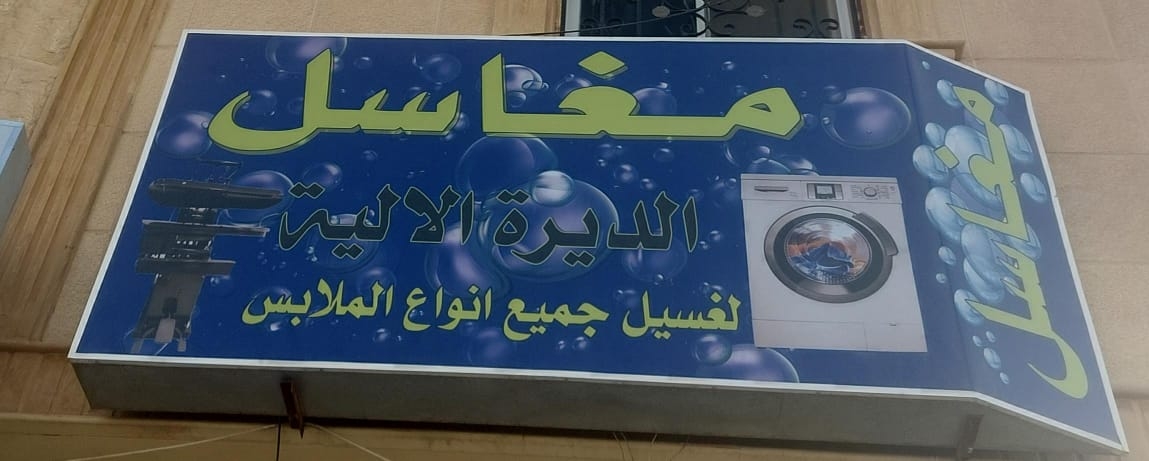 مغاسل
الديرة الالية
لغسيل جميع انواع الملابس
مغاسل